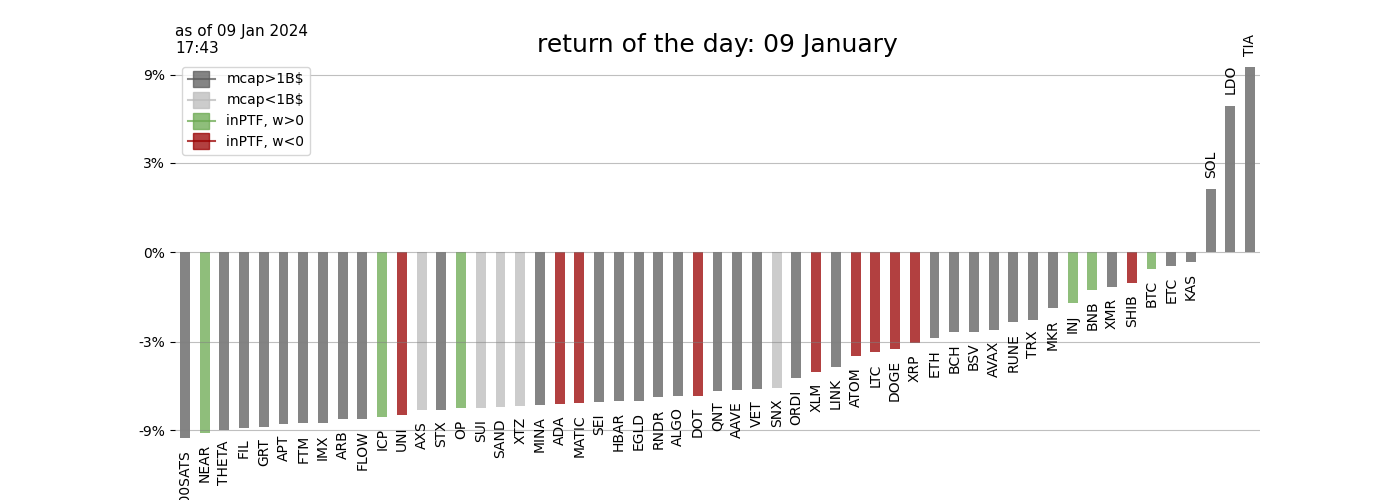 as of 09 Jan 2024
17:43
return of the day: 09 January
mcap>1B$
mcap<1B$
inPTF, w>0
inPTF, w<0
9%
3%
0%
-3%
-9%
00SATS
NEAR
THETA
FIL
GRT
APT
FTM
IMX
ARB
FLOW
ICP
UNI
AXS
STX
OP
SUI
SAND
XTZ
MINA
ADA
MATIC
SEI
HBAR
EGLD
RNDR
ALGO
DOT
QNT
AAVE
VET
SNX
ORDI
XLM
LINK
ATOM
LTC
DOGE
XRP
ETH
BCH
BSV
AVAX
RUNE
TRX
MKR
INJ
BNB
XMR
SHIB
BTC
ETC
KAS
SOL
LDO
TIA